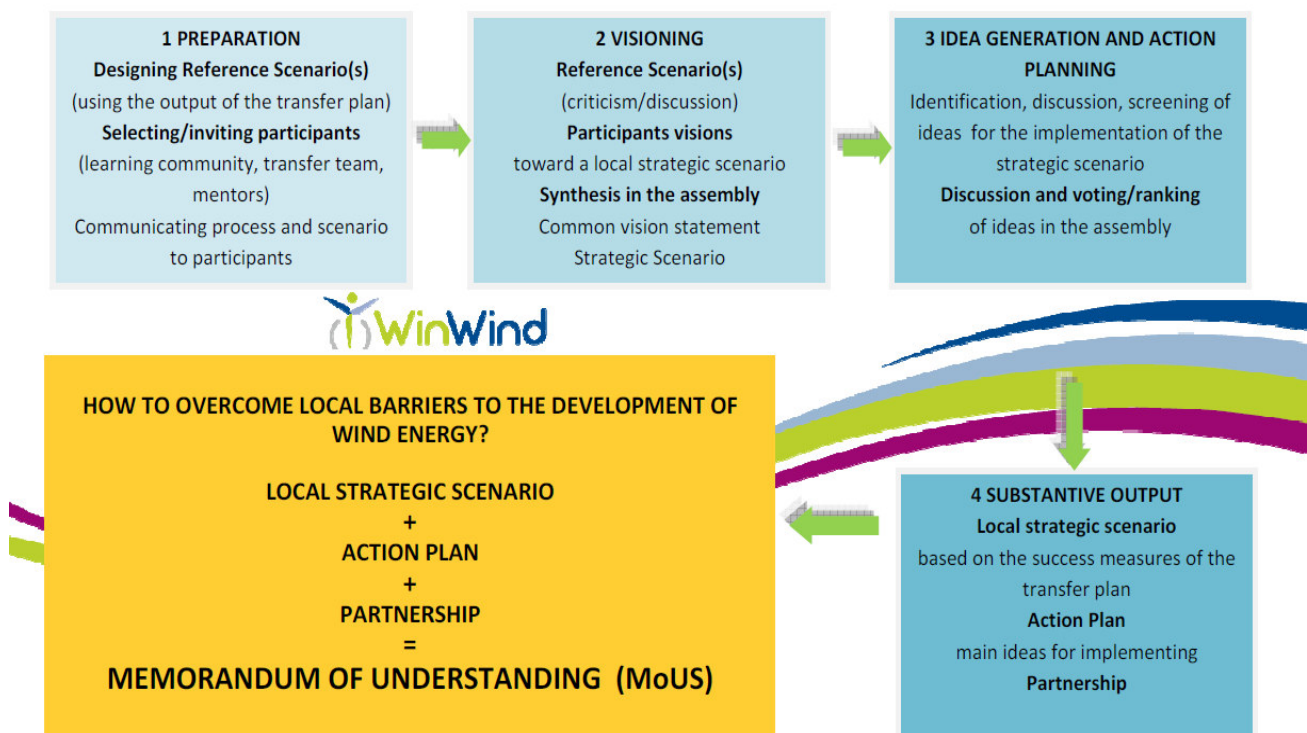 1 PREPARATION
Designing Reference Scenario(s)
(using the output of the transfer plan)
Selecting/inviting participants
(learning community, transfer team,
mentors)
Communicating process and scenario
to participants
2 VISIONING
Reference Scenario(s)
(criticism/discussion)
Participants visions
toward a local strategic scenario
Synthesis in the assembly
Common vision statement
Strategic Scenario
3 IDEA GENERATION AND ACTION
PLANNING
Identification, discussion, screening of
ideas for the implementation of the
strategic scenario
Discussion and voting/ranking
of ideas in the assembly
WinWind
HOW TO OVERCOME LOCAL BARRIERS TO THE DEVELOPMENT OF
WIND ENERGY?
LOCAL STRATEGIC SCENARIO
+
ACTION PLAN
+
PARTNERSHIP
=
MEMORANDUM OF UNDERSTANDING (MoUS)
4 SUBSTANTIVE OUTPUT
Local strategic scenario
based on the success measures of the
transfer plan
Action Plan
main ideas for implementing
Partnership